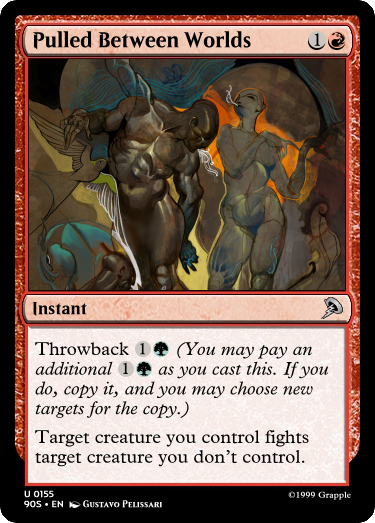 Pulled Between Worlds 1
Instant
Throwback 1 (You may pay an
additional 1 as you cast this. If you
do, copy it, and you may choose new
targets for the copy.)
Target creature you control fights
target creature you don't control.
U 0155
90S • EN GUSTAVO PELISSARI
©1999 Grapple